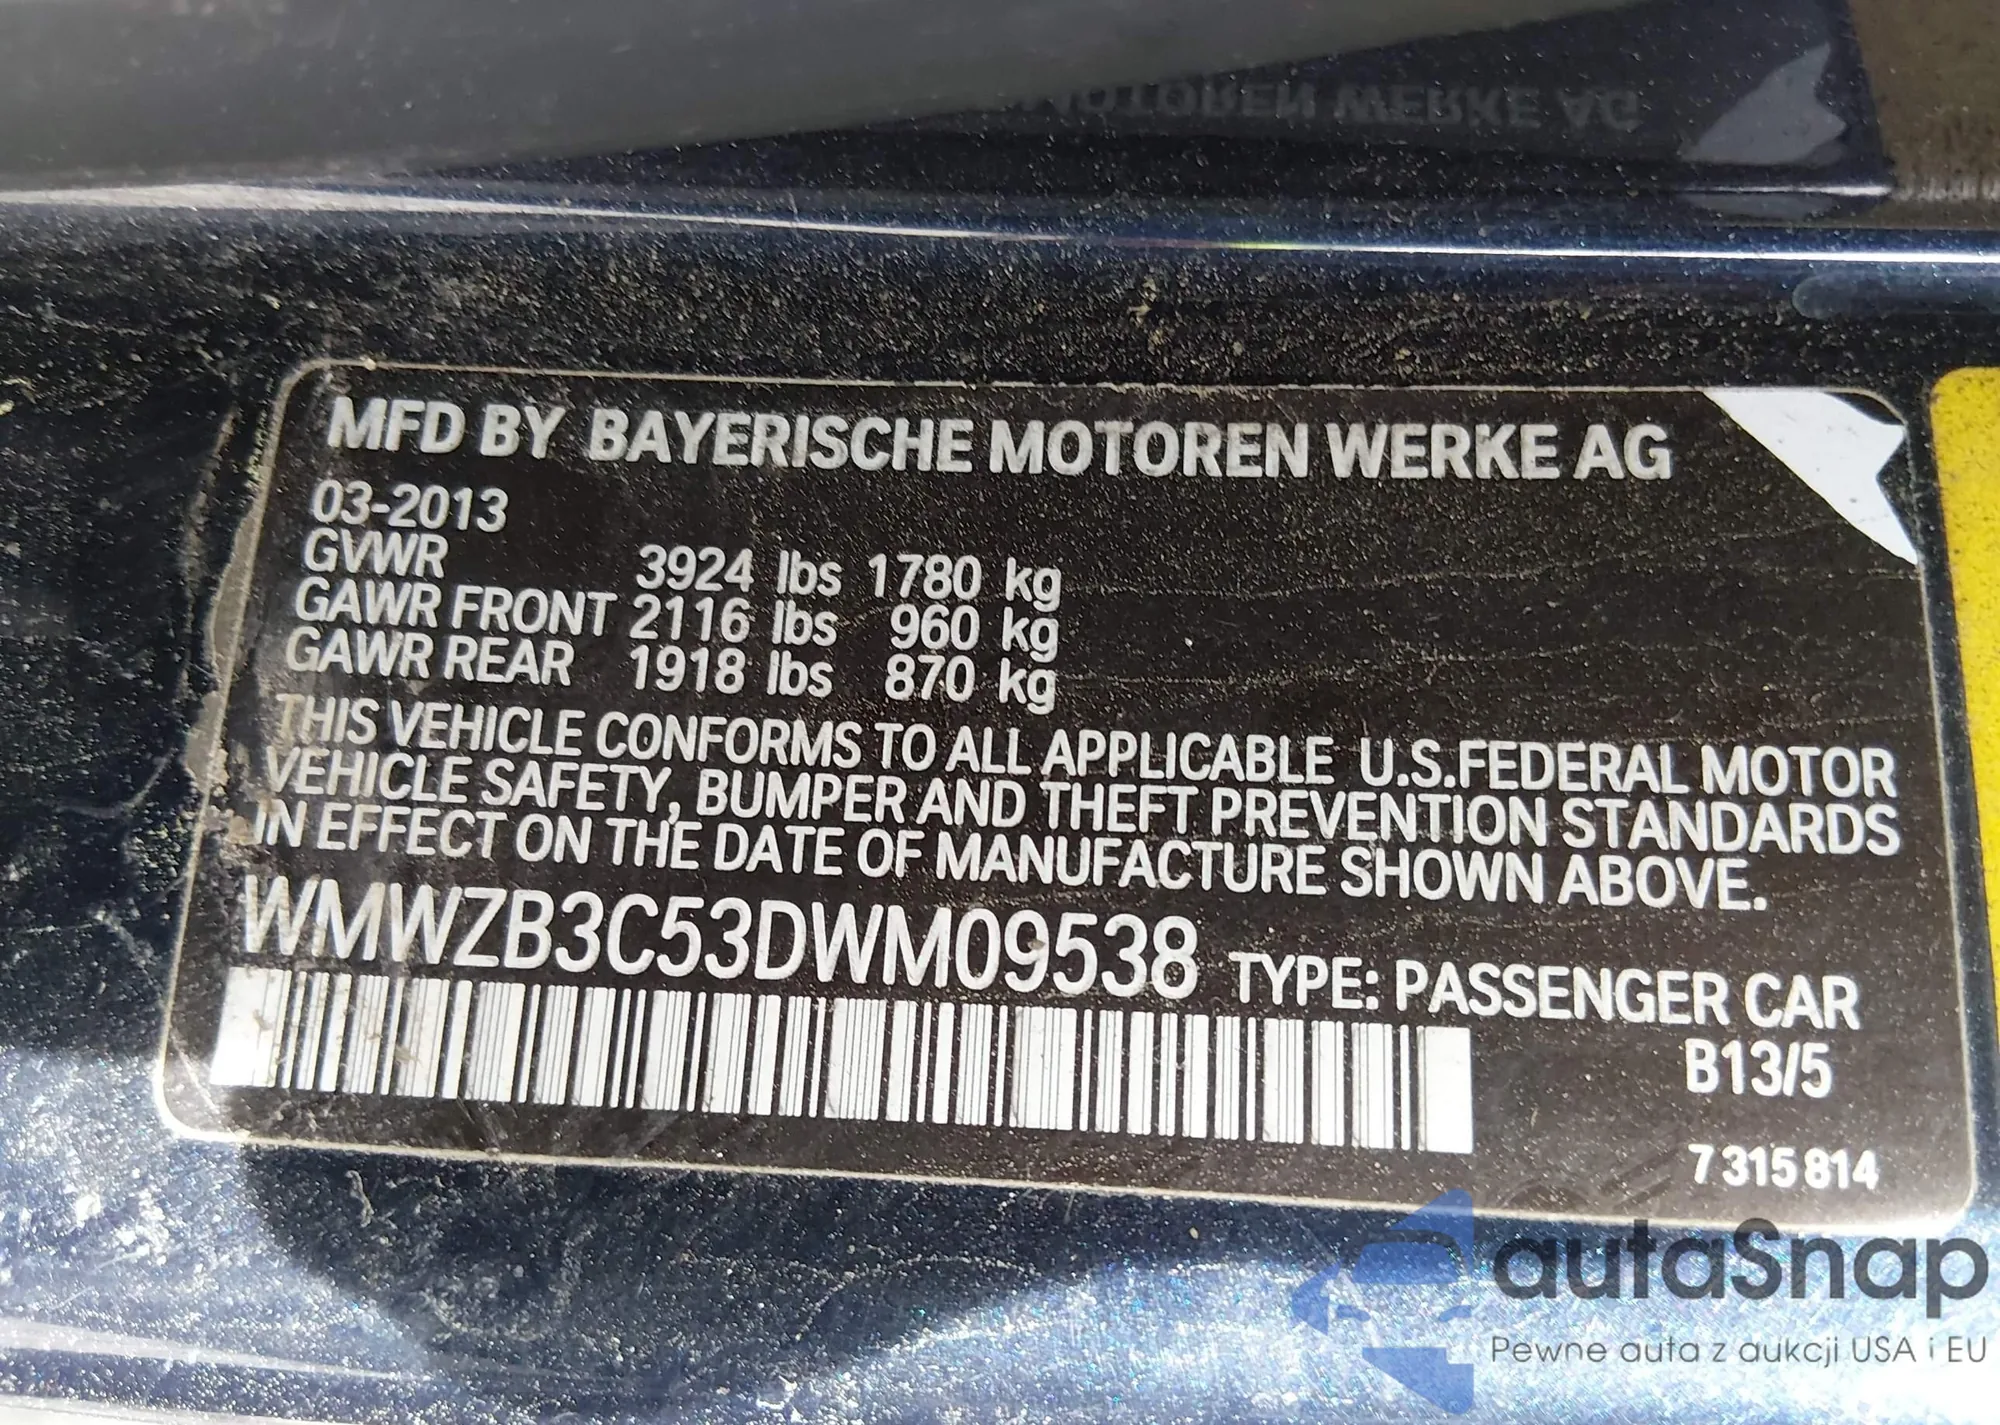 MOTOREN WERKE AG
MFD BY BAYERISCHE MOTOREN WERKE AG
03-2013
GVWR 3924 lbs 1780 kg
GAWR FRONT 2116 lbs 960 kg
GAWR REAR 1918 lbs 870 kg
THIS VEHICLE CONFORMS TO ALL APPLICABLE U.S.FEDERAL MOTOR
VEHICLE SAFETY, BUMPER AND THEFT PREVENTION STANDARDS
IN EFFECT ON THE DATE OF MANUFACTURE SHOWN ABOVE.
WMWZB3C53DWM09538 TYPE: PASSENGER CAR
B13/5
7 315 814
autaSnap
Pewne auta z aukcji USA i EU